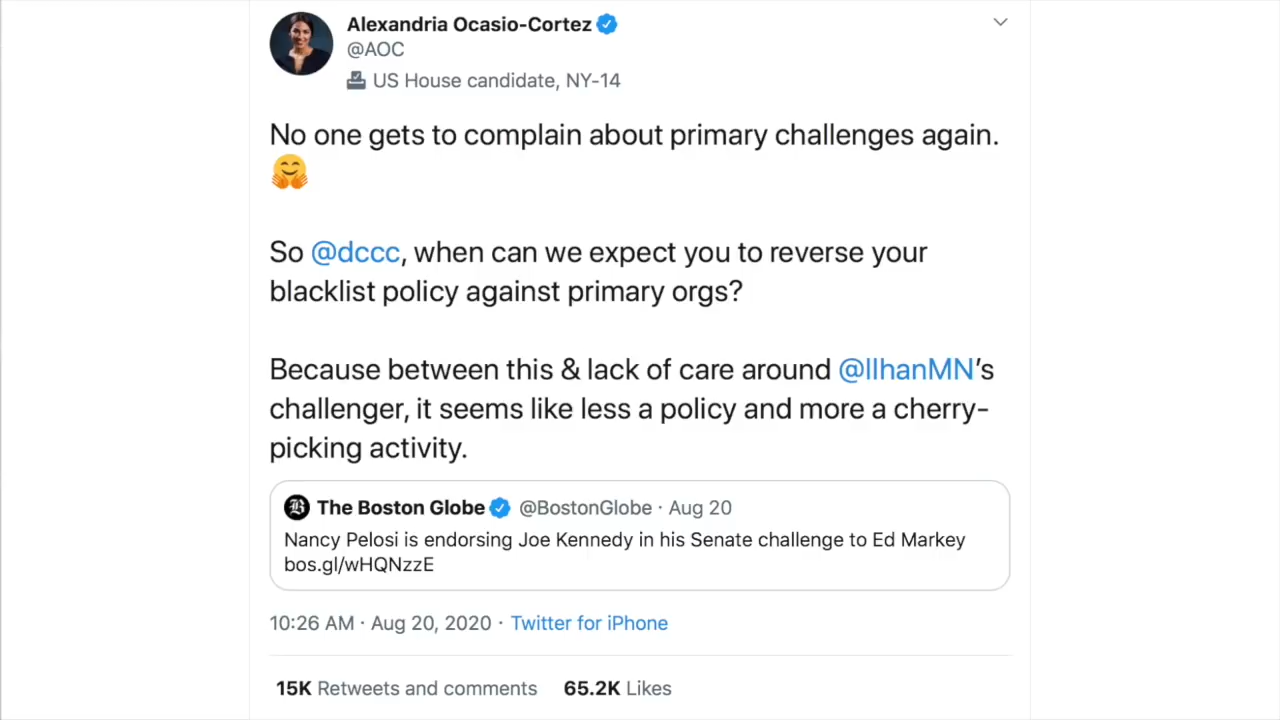 Alexandria Ocasio-Cortez
@AOC
US House candidate, NY-14
No one gets to complain about primary challenges again.
🤗
So @dccc, when can we expect you to reverse your
blacklist policy against primary orgs?
Because between this & lack of care around @IlhanMN’s
challenger, it seems like less a policy and more a cherry-
picking activity.
The Boston Globe @BostonGlobe · Aug 20
Nancy Pelosi is endorsing Joe Kennedy in his Senate challenge to Ed Markey
bos.gl/wHQNzzE
10:26 AM · Aug 20, 2020 · Twitter for iPhone
15K Retweets and comments 65.2K Likes